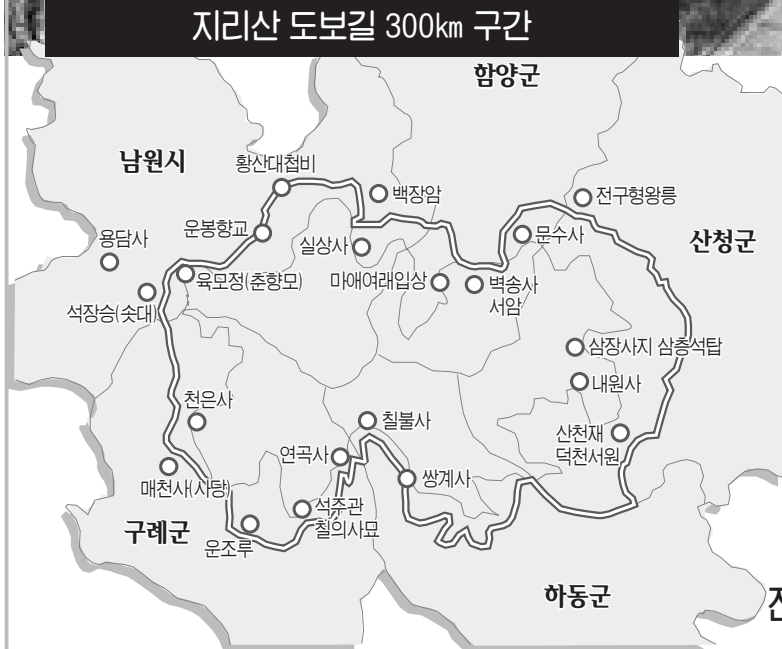 지리산 도보길 300㎞ 구간
함양군
남원시
황산대첩비
백장암
전구형왕릉
운봉향교
문수사
산청군
용담사
실상사
육모정(춘향모)
마애여래입상
벽송사
서암
석장승(솟대)
삼장사지 삼층석탑
내원사
천은사
칠불사
산천재
덕천서원
연곡사
쌍계사
매천사(사당)
석주관
칠의사묘
구례군
운조루
하동군